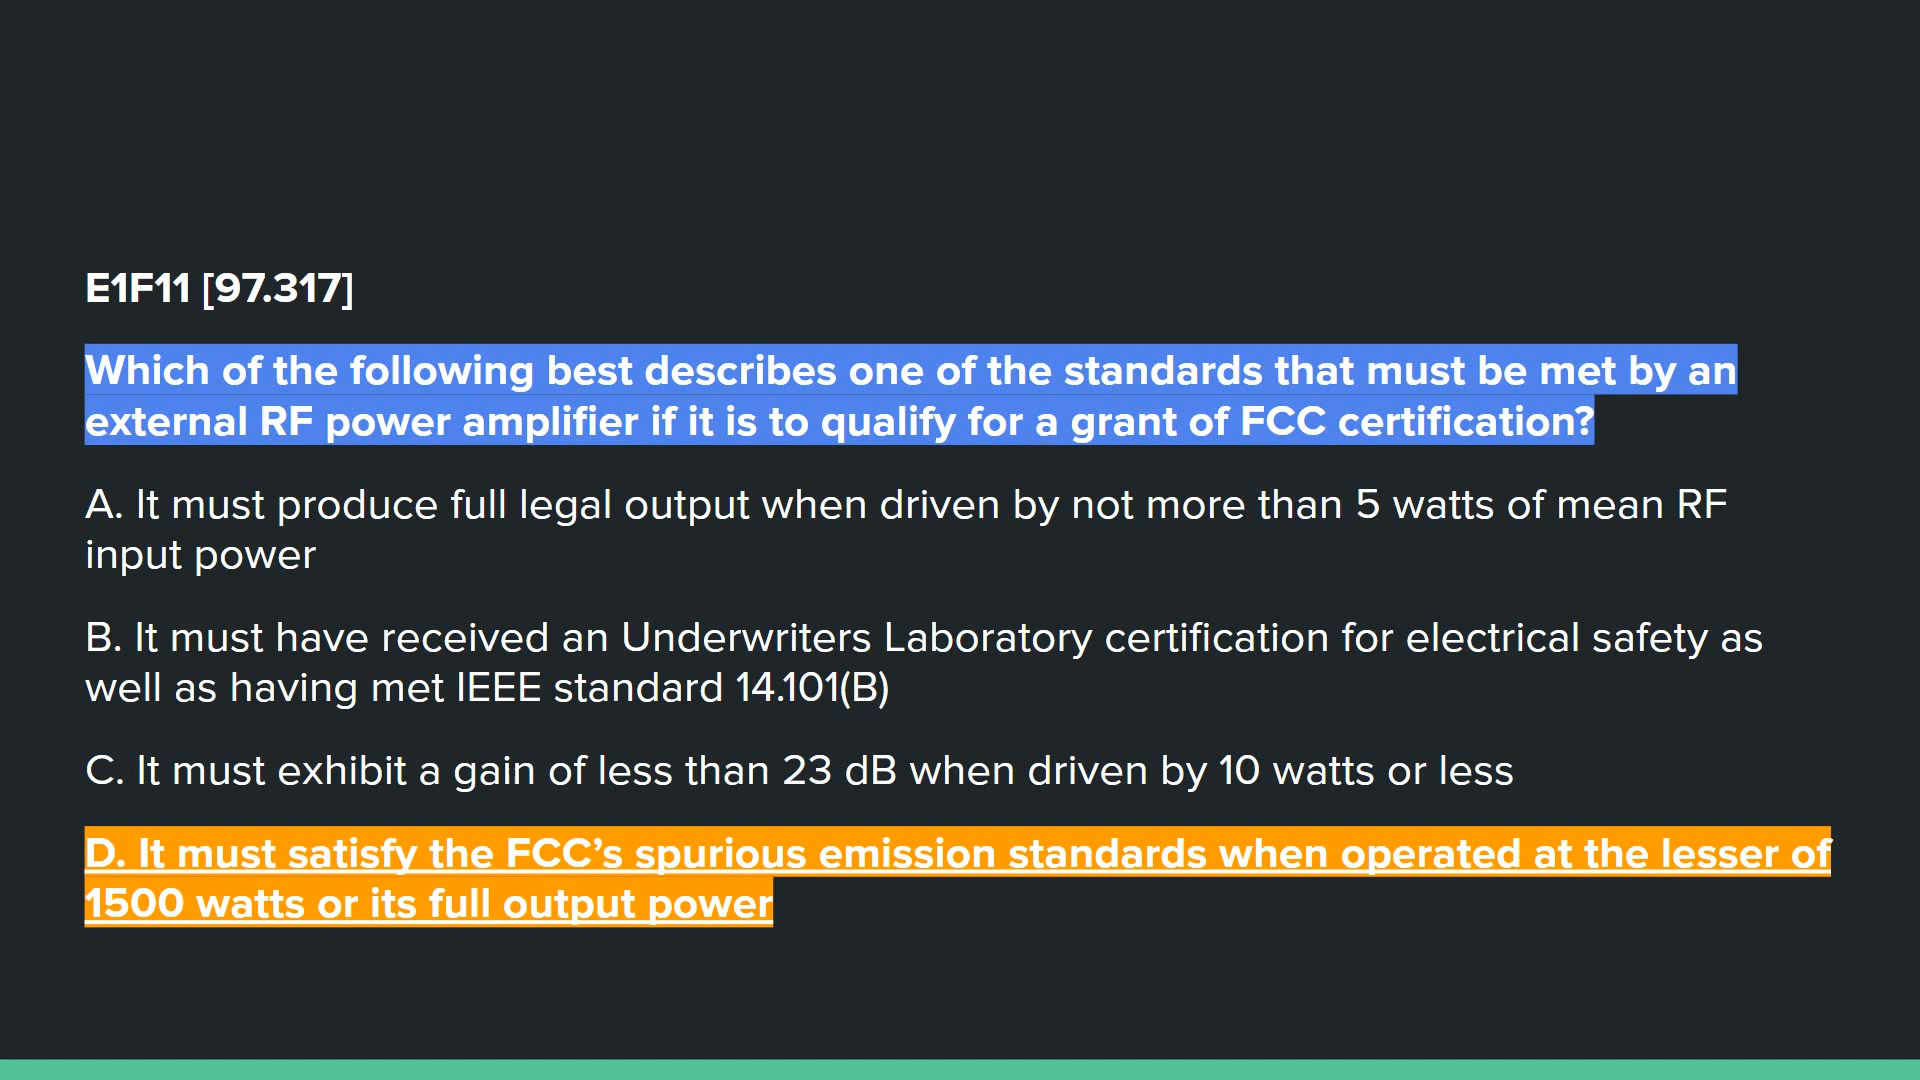 E1F11 [97.317]
Which of the following best describes one of the standards that must be met by an
external RF power amplifier if it is to qualify for a grant of FCC certification?
A. It must produce full legal output when driven by not more than 5 watts of mean RF
input power
B. It must have received an Underwriters Laboratory certification for electrical safety as
well as having met IEEE standard 14.101(B)
C. It must exhibit a gain of less than 23 dB when driven by 10 watts or less
D. It must satisfy the FCC’s spurious emission standards when operated at the lesser of
1500 watts or its full output power